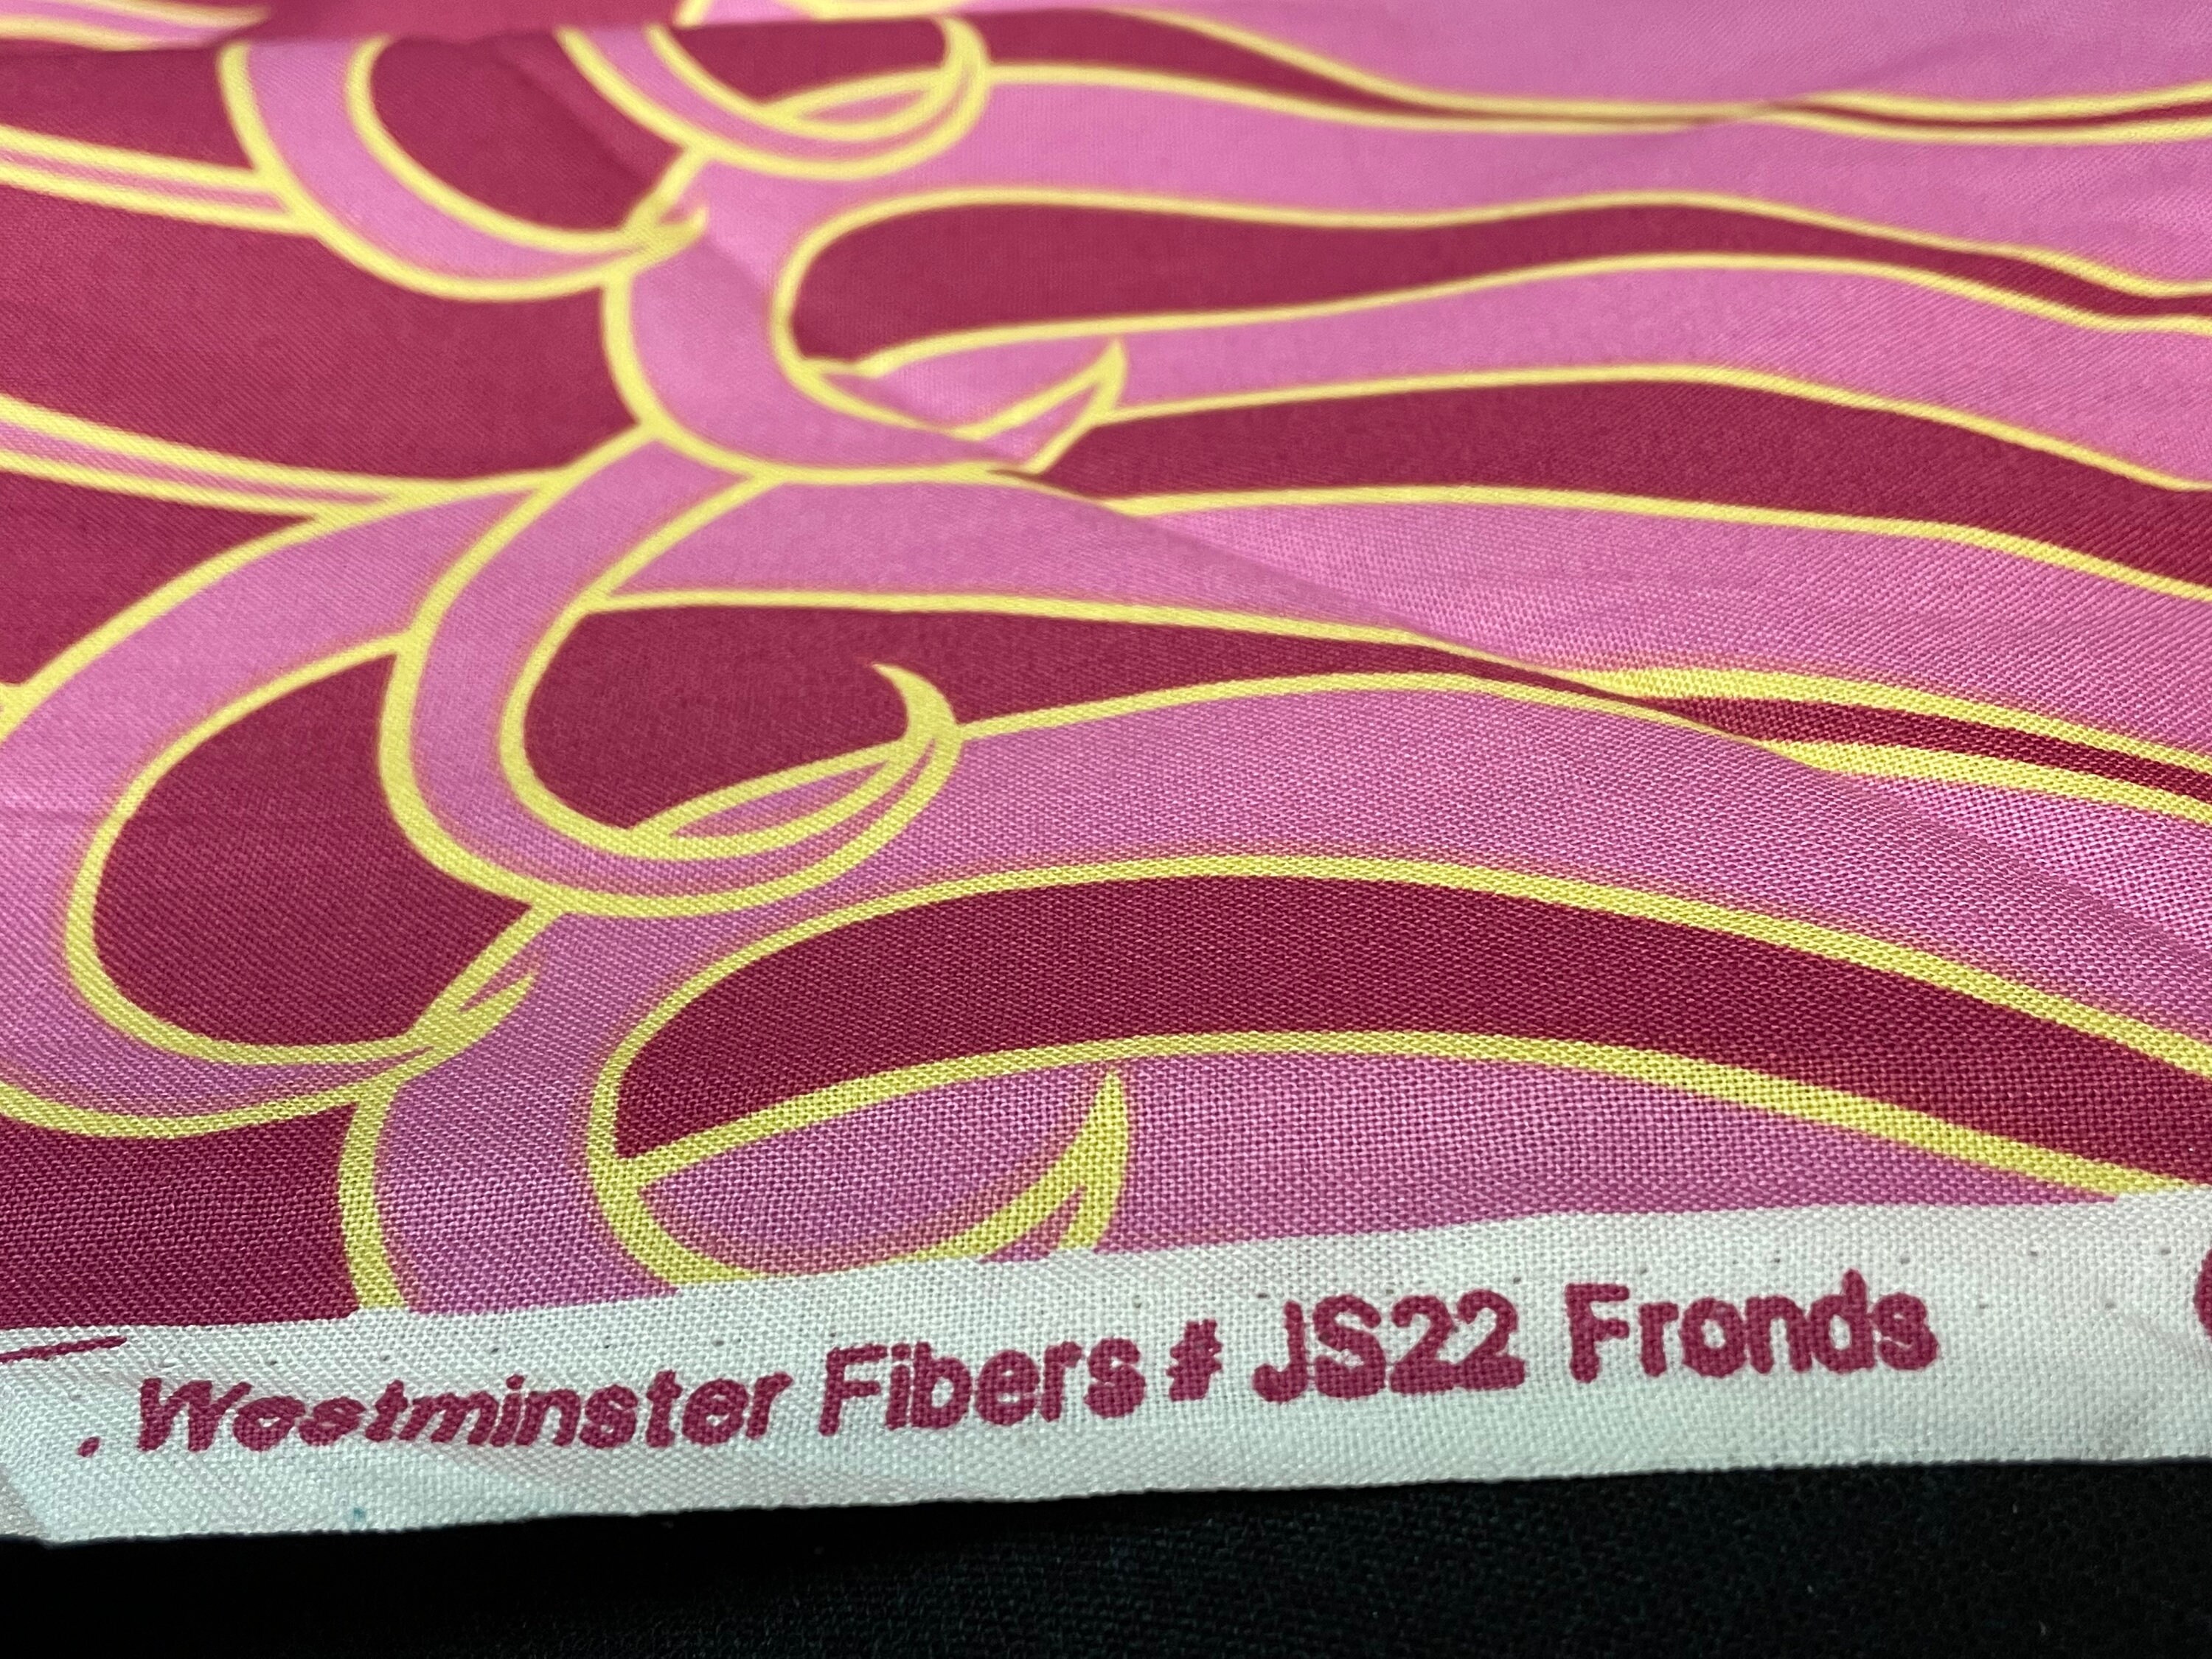 . Westminster Fibers # JS22 Fronds